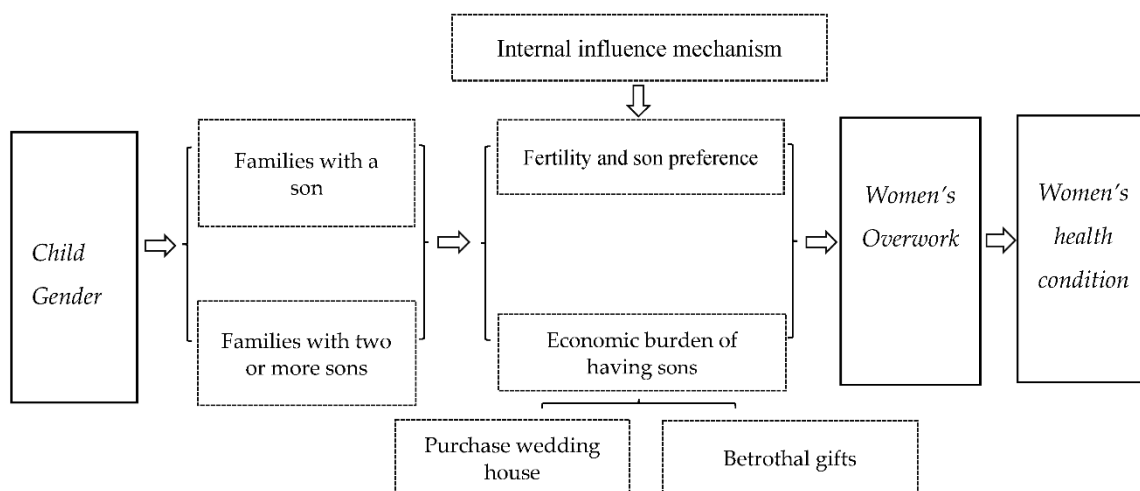 Internal influence mechanism
Child
Gender
Families with a
son
Families with two
or more sons
Fertility and son preference
Economic burden of
having sons
Purchase wedding
house
Betrothal gifts
Women's
Overwork
Women's
health
condition